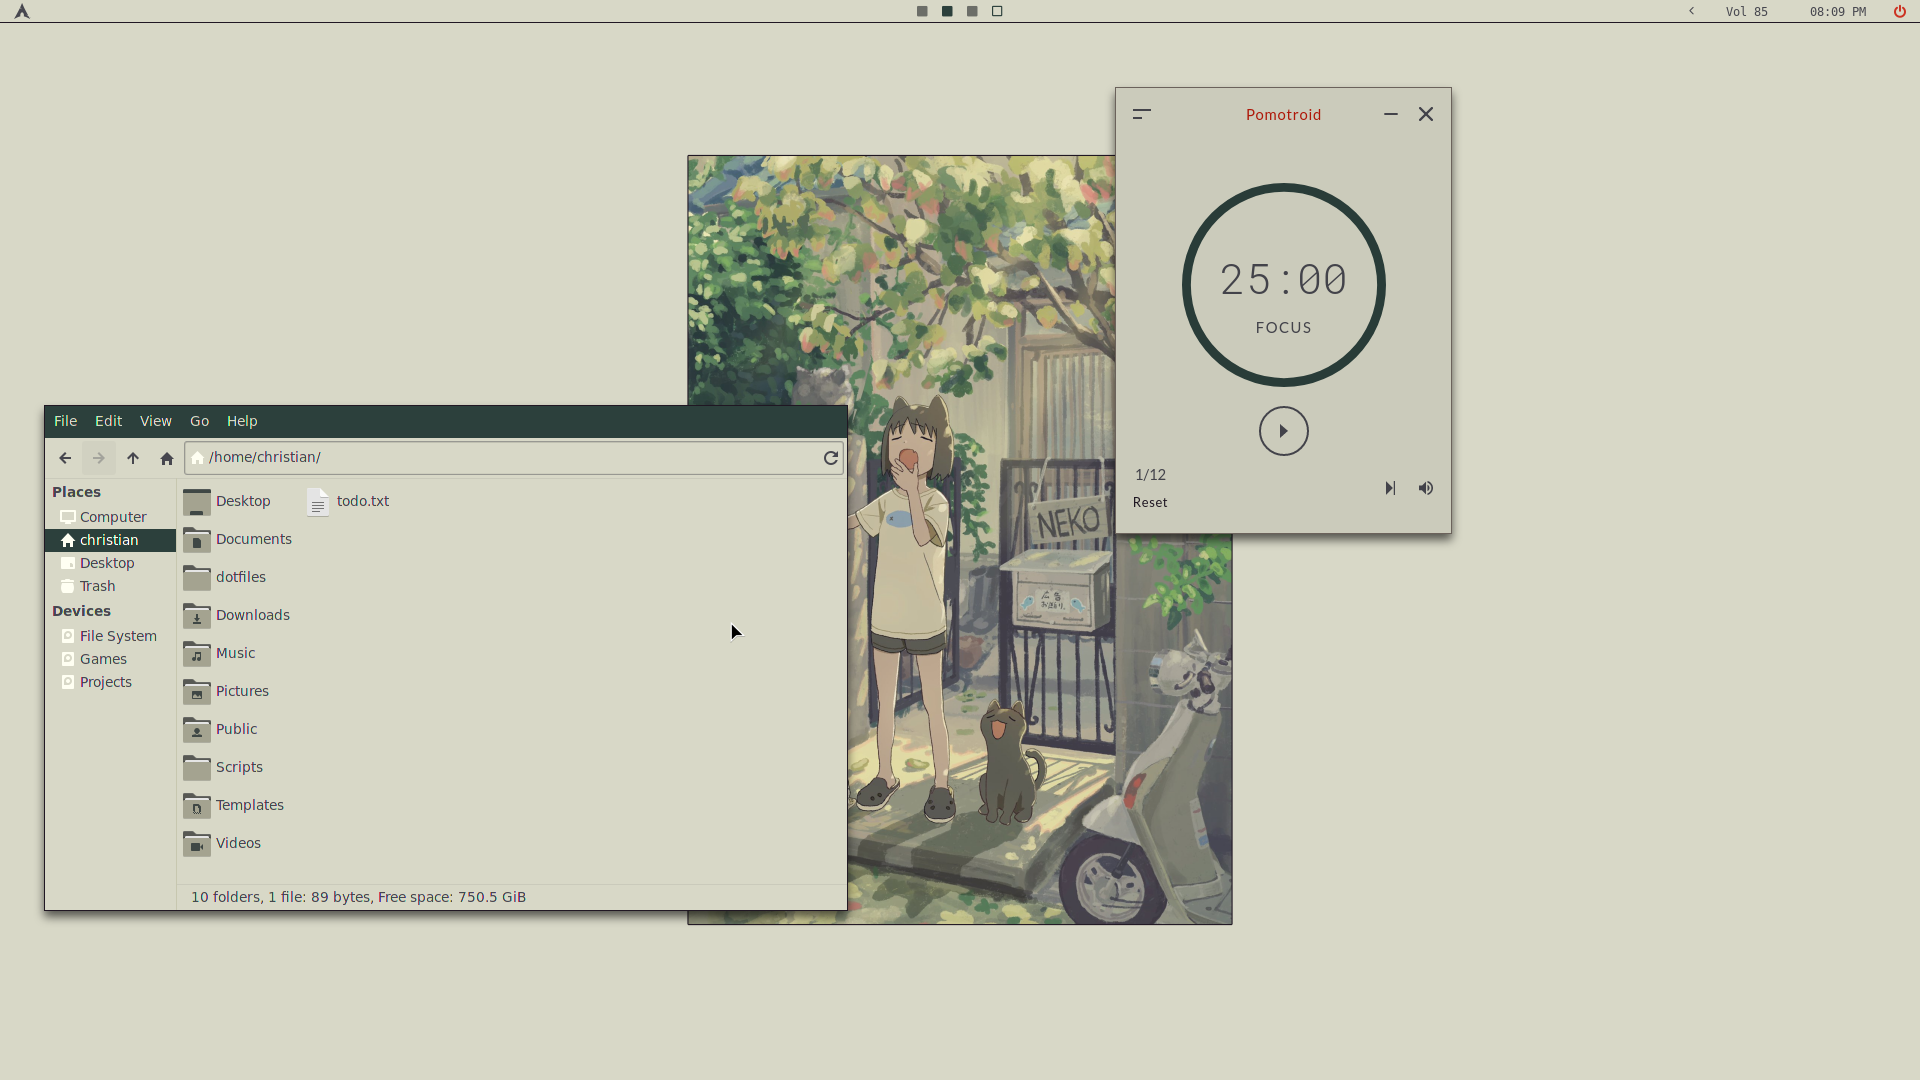 Vol 85
08:09 PM
Pomotroid
25:00
FOCUS
1/12
Reset
File Edit View Go Help
/home/christian/
Places
Computer
christian
Desktop
Trash
Devices
File System
Games
Projects
Desktop
Documents
dotfiles
Downloads
Music
Pictures
Public
Scripts
Templates
Videos
todo.txt
10 folders, 1 file: 89 bytes, Free space: 750.5 GiB
NEKO
広告